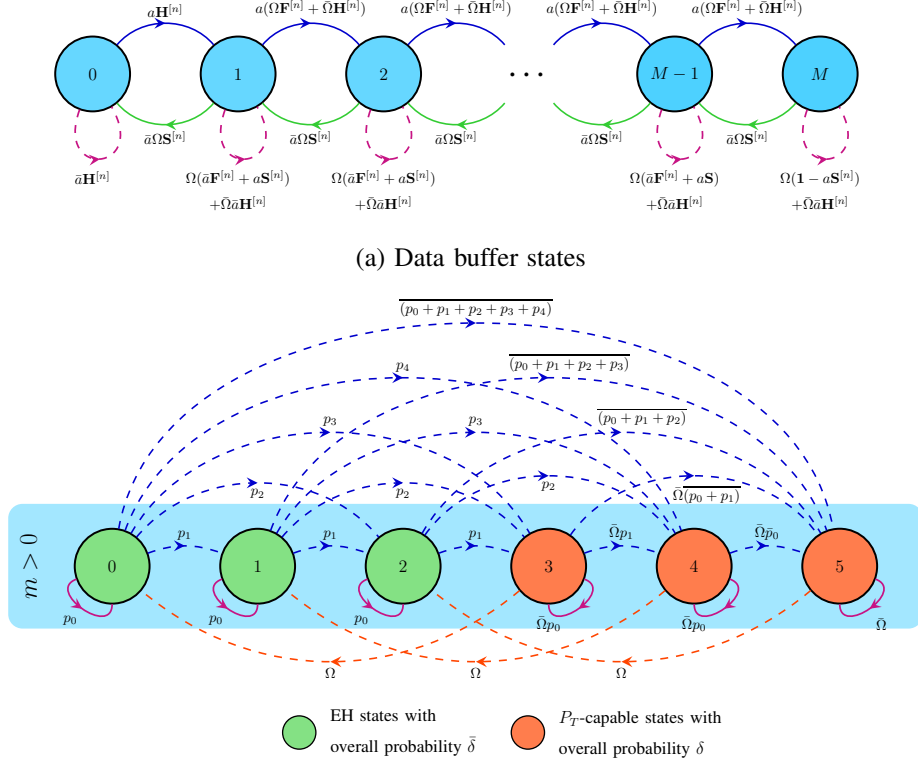 aH^{[n]} a(ΩF^{[n]} + Ω̄H^{[n]}) a(ΩF^{[n]} + Ω̄H^{[n]}) a(ΩF^{[n]} + Ω̄H^{[n]}) a(ΩF^{[n]} + Ω̄H^{[n]})
0 1 2 ··· M − 1 M
āΩS^{[n]} āΩS^{[n]} āΩS^{[n]} āΩS^{[n]} āΩS^{[n]}
āH^{[n]} Ω(āF^{[n]} + aS^{[n]}) Ω(āF^{[n]} + aS^{[n]}) Ω(āF^{[n]} + aS) Ω(1 − aS^{[n]})
+Ω̄āH^{[n]} +Ω̄āH^{[n]} +Ω̄āH^{[n]} +Ω̄āH^{[n]}
(a) Data buffer states
\overline{(p_0 + p_1 + p_2 + p_3 + p_4)}
p_4 \overline{(p_0 + p_1 + p_2 + p_3)}
p_3 p_3 \overline{(p_0 + p_1 + p_2)}
p_2 p_2 p_2 Ω̄\overline{(p_0 + p_1)}
m > 0
p_1 p_1 p_1 Ω̄p_1 Ω̄p̄_0
0 1 2 3 4 5
p_0 p_0 p_0 Ω̄p_0 Ω̄p_0 Ω̄
Ω Ω Ω
EH states with
overall probability δ̄
P_T-capable states with
overall probability δ